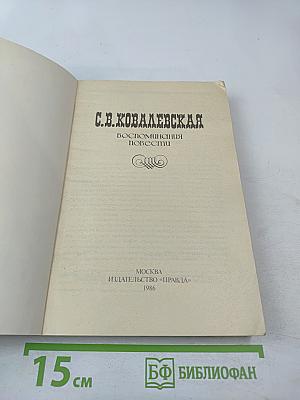 С.В.КОВАЛЕВСКАЯ
ВОСПОМИНАНИЯ
ПОВЕСТИ
МОСКВА
ИЗДАТЕЛЬСТВО «ПРАВДА»
1986
15 см
БФ БИБЛИОФАН